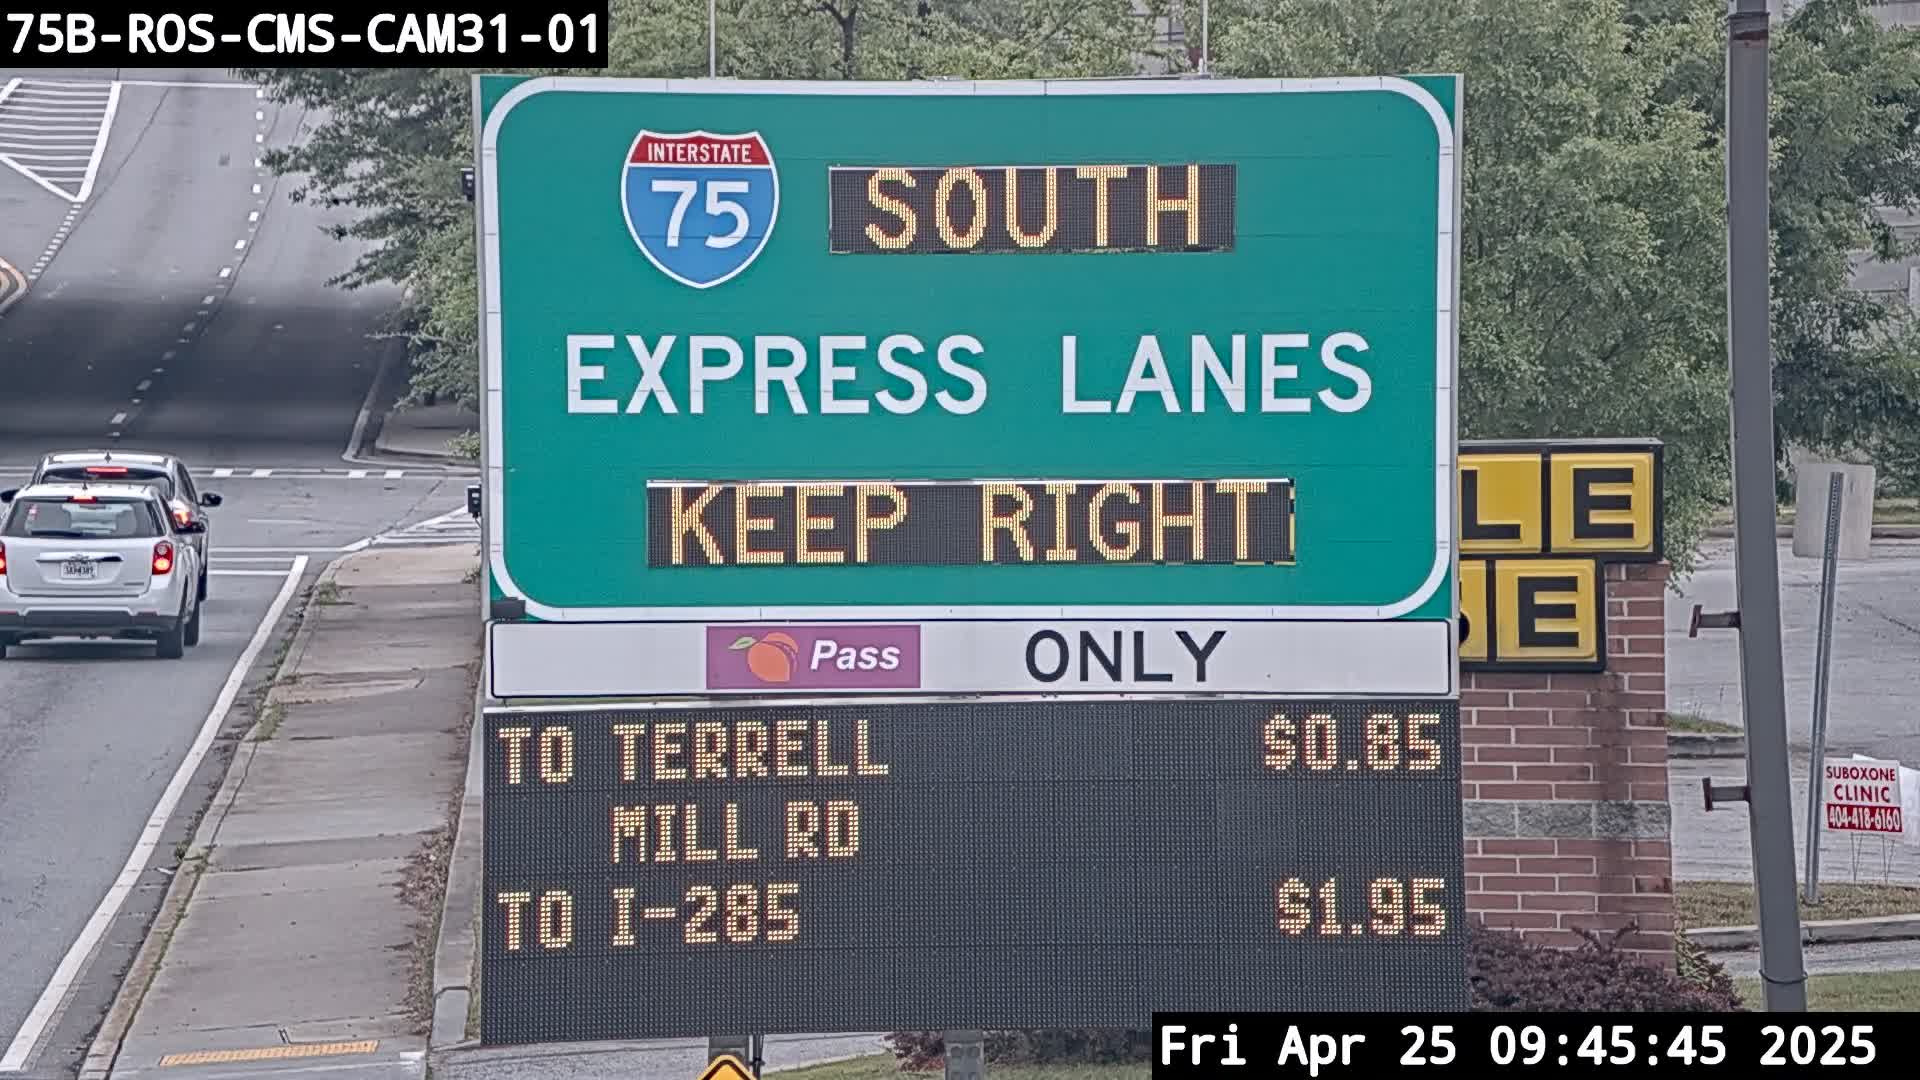 75B-ROS-CMS-CAM31-01
INTERSTATE
75
SOUTH
EXPRESS LANES
KEEP RIGHT
Pass ONLY
TO TERRELL $0.85
MILL RD
TO I-285 $1.95
LE
E
SUBOXONE
CLINIC
404-418-6160
Fri Apr 25 09:45:45 2025